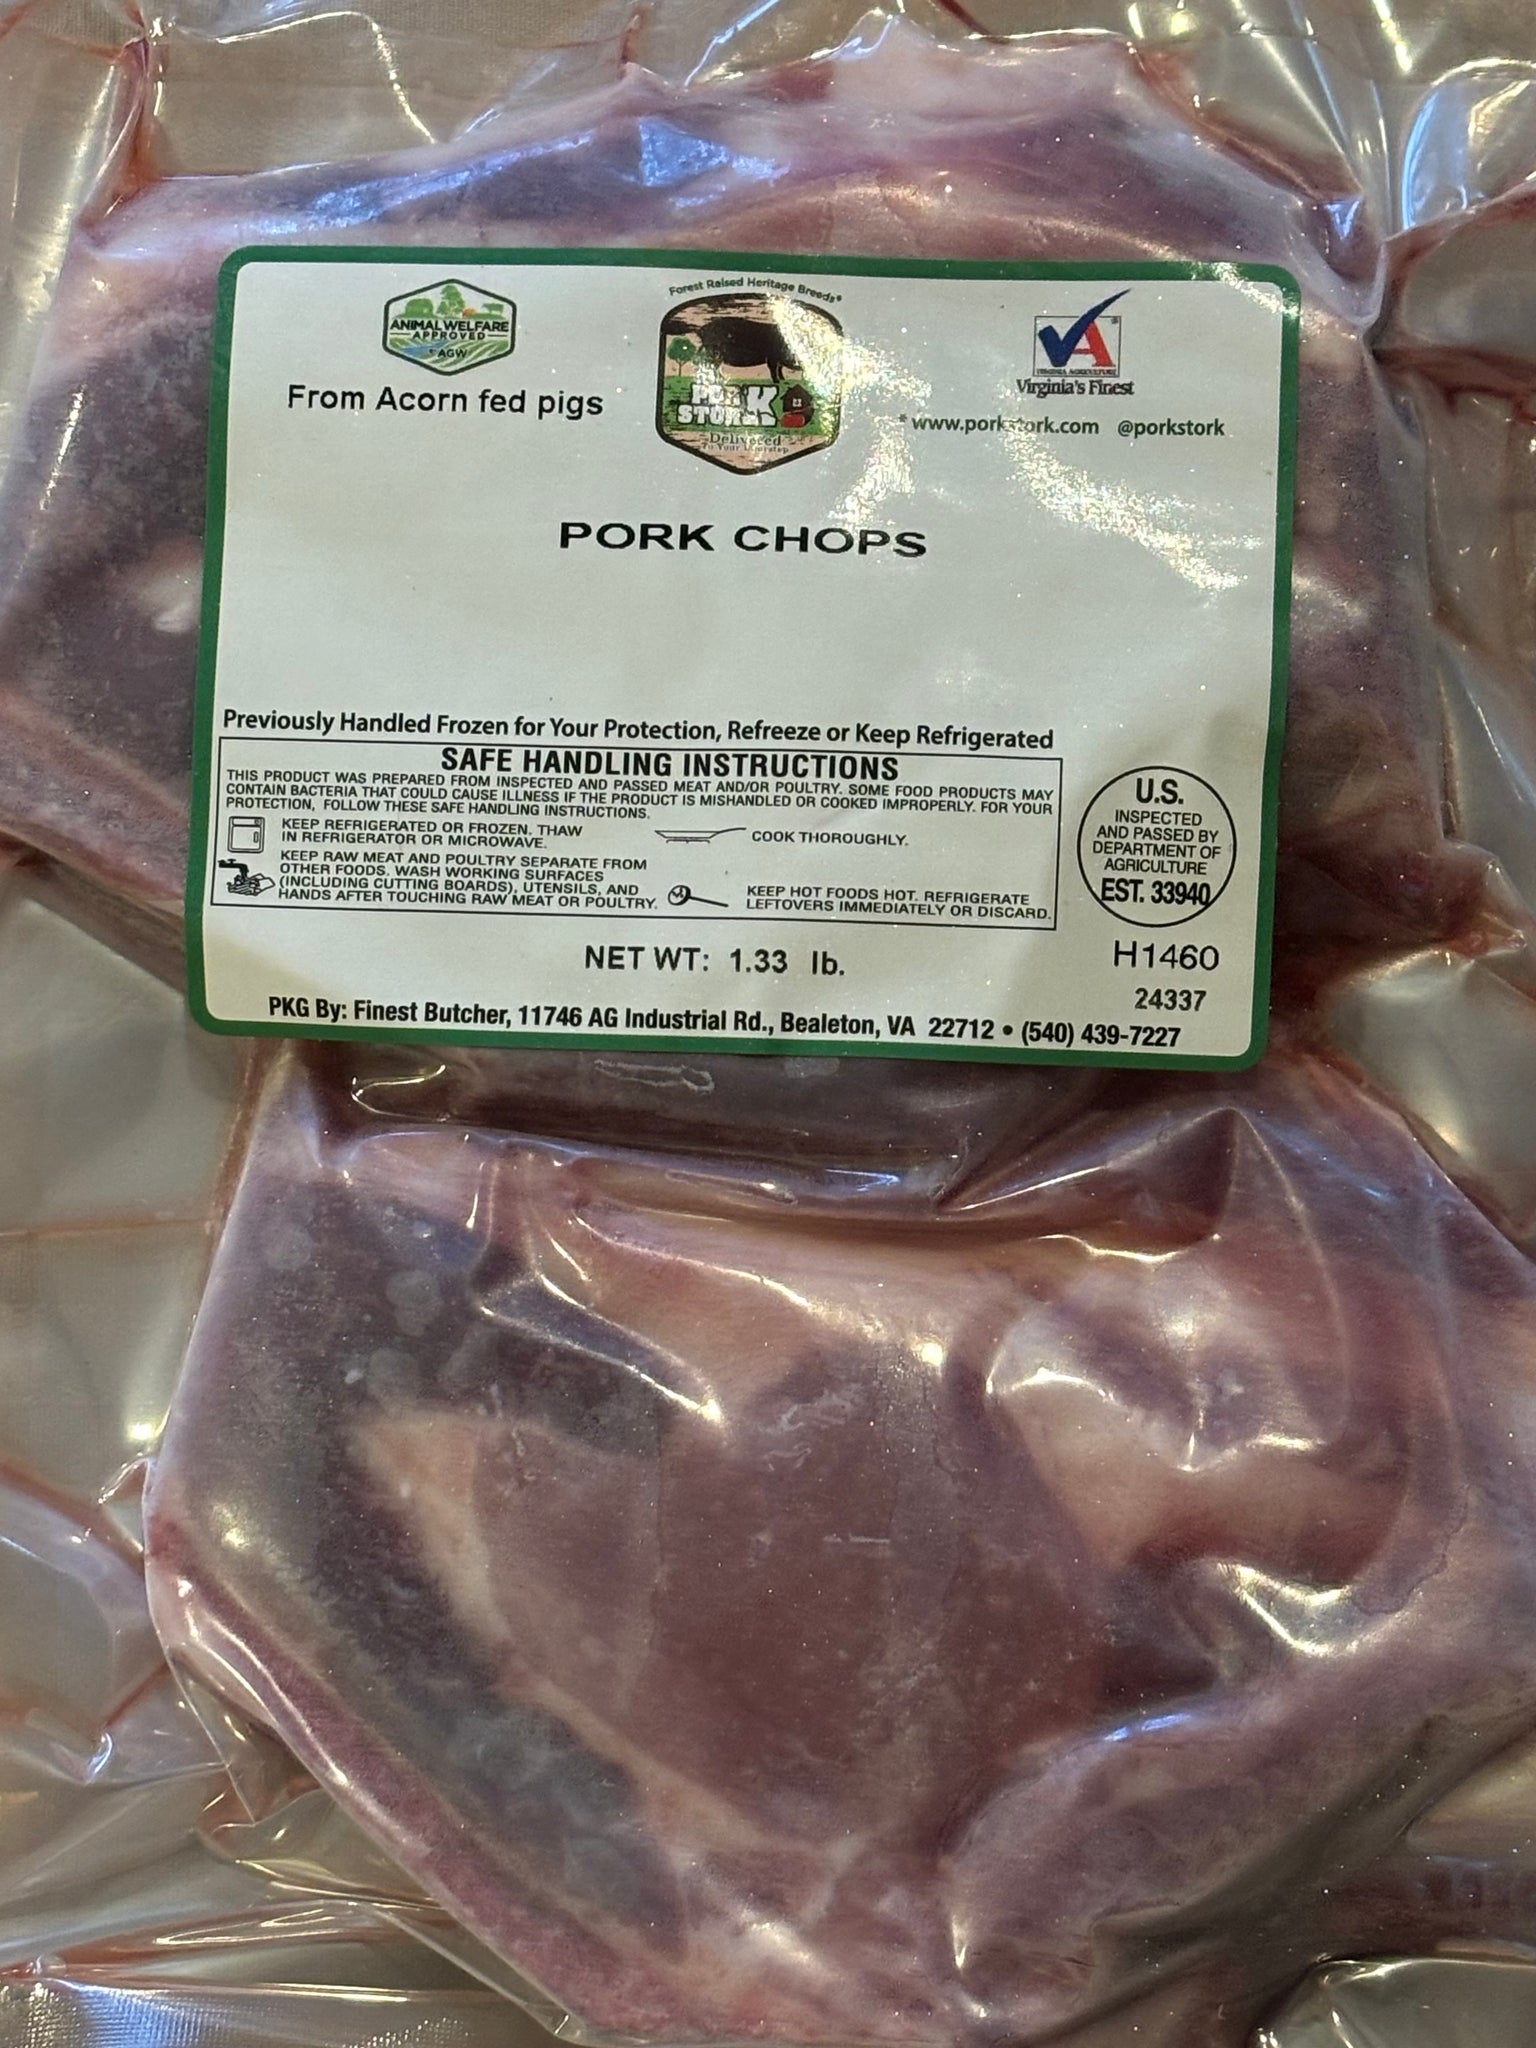 Forest Raised Heritage Breeds*
ANIMAL WELFARE
APPROVED
AGW
From Acorn fed pigs
PORK
STORK
Delivered
To Your Doorstep
VA
VIRGINIA AGRICULTURE
Virginia's Finest
* www.porkstork.com @porkstork
PORK CHOPS
Previously Handled Frozen for Your Protection, Refreeze or Keep Refrigerated
SAFE HANDLING INSTRUCTIONS
THIS PRODUCT WAS PREPARED FROM INSPECTED AND PASSED MEAT AND/OR POULTRY. SOME FOOD PRODUCTS MAY
CONTAIN BACTERIA THAT COULD CAUSE ILLNESS IF THE PRODUCT IS MISHANDLED OR COOKED IMPROPERLY. FOR YOUR
PROTECTION, FOLLOW THESE SAFE HANDLING INSTRUCTIONS.
KEEP REFRIGERATED OR FROZEN. THAW
IN REFRIGERATOR OR MICROWAVE.
KEEP RAW MEAT AND POULTRY SEPARATE FROM
OTHER FOODS. WASH WORKING SURFACES
(INCLUDING CUTTING BOARDS), UTENSILS, AND
HANDS AFTER TOUCHING RAW MEAT OR POULTRY.
COOK THOROUGHLY.
KEEP HOT FOODS HOT. REFRIGERATE
LEFTOVERS IMMEDIATELY OR DISCARD.
U.S.
INSPECTED
AND PASSED BY
DEPARTMENT OF
AGRICULTURE
EST. 33940
H1460
24337
NET WT: 1.33 lb.
PKG By: Finest Butcher, 11746 AG Industrial Rd., Bealeton, VA 22712 • (540) 439-7227